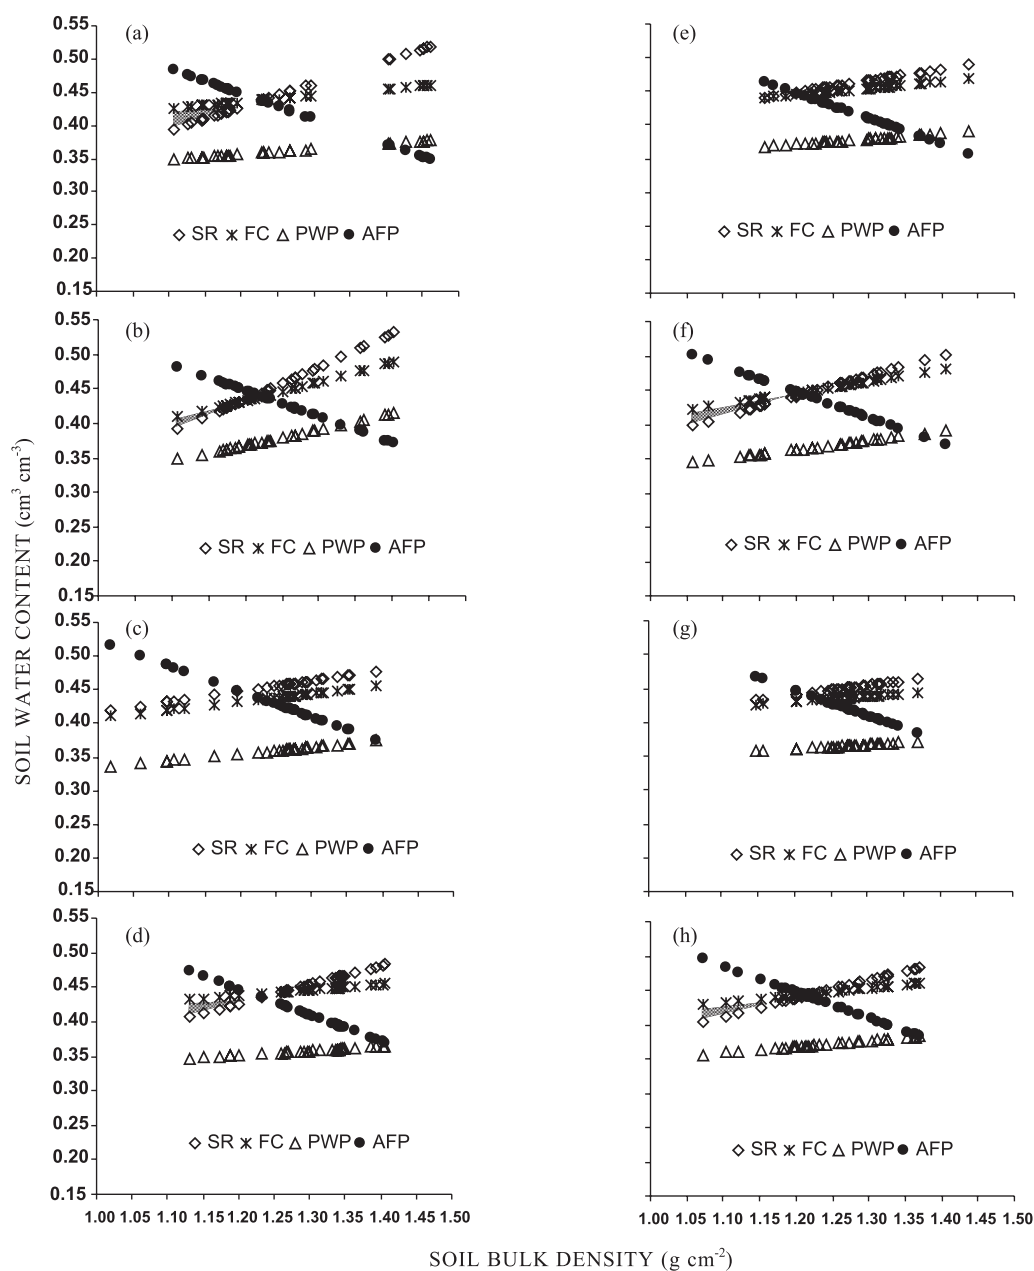 SOIL WATER CONTENT (cm³ cm⁻³)
0.55 (a)
0.50
0.45
0.40
0.35
0.30
0.25
0.20
0.15
SR FC PWP AFP
(e)
SR FC PWP AFP
0.55 (b)
0.50
0.45
0.40
0.35
0.30
0.25
0.20
0.15
SR FC PWP AFP
(f)
SR FC PWP AFP
0.55 (c)
0.50
0.45
0.40
0.35
0.30
0.25
0.20
0.15
SR FC PWP AFP
(g)
SR FC PWP AFP
0.55 (d)
0.50
0.45
0.40
0.35
0.30
0.25
0.20
0.15
SR FC PWP AFP
1.00 1.05 1.10 1.15 1.20 1.25 1.30 1.35 1.40 1.45 1.50
(h)
SR FC PWP AFP
1.00 1.05 1.10 1.15 1.20 1.25 1.30 1.35 1.40 1.45 1.50
SOIL BULK DENSITY (g cm⁻²)